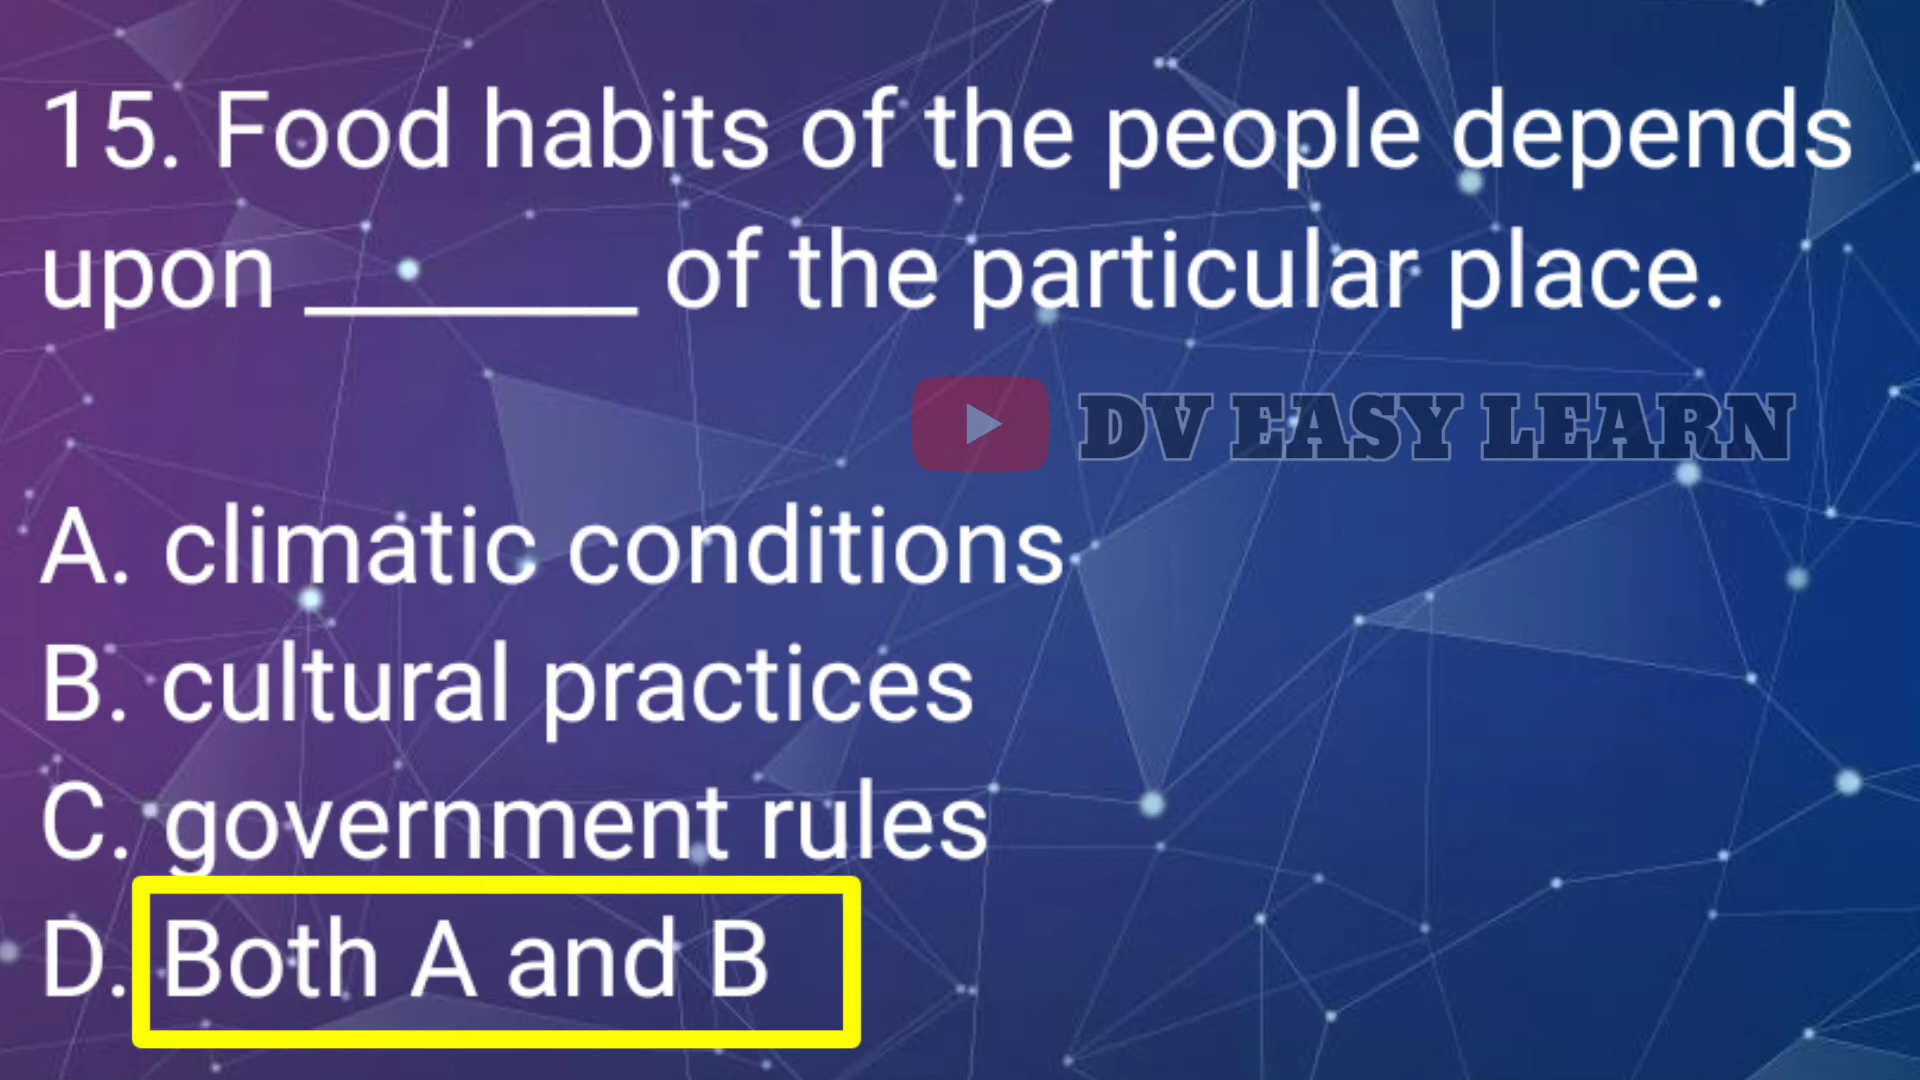 15. Food habits of the people depends
upon ________ of the particular place.
DV EASY LEARN
A. climatic conditions
B. cultural practices
C. government rules
D. Both A and B